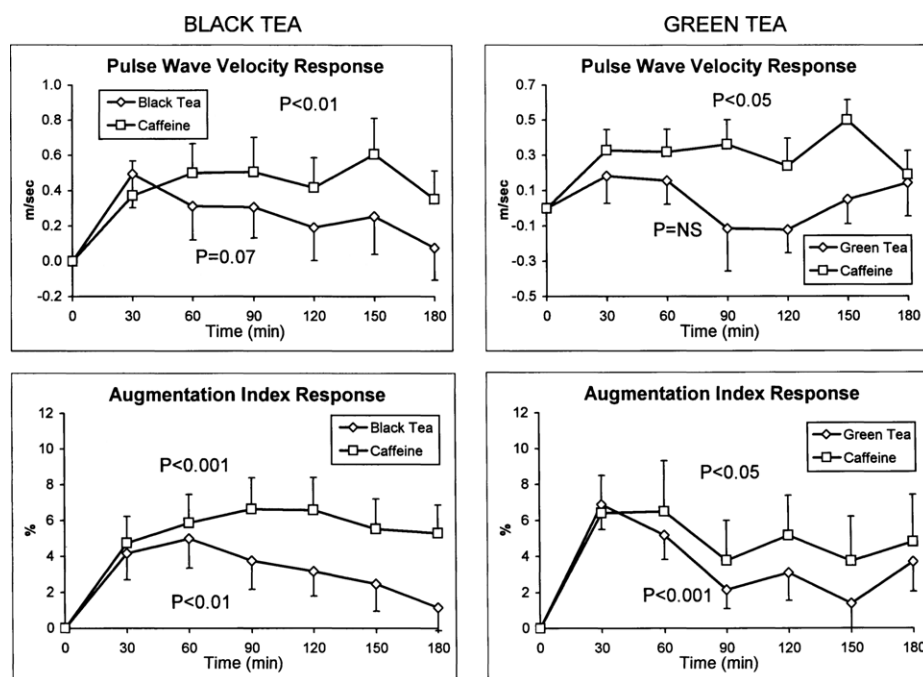 BLACK TEA
GREEN TEA
Pulse Wave Velocity Response
1.0
0.8
0.6
0.4
0.2
0.0
-0.2
m/sec
Black Tea
Caffeine
P<0.01
P=0.07
0 30 60 90 120 150 180
Time (min)
Pulse Wave Velocity Response
0.7
0.5
0.3
0.1
-0.1
-0.3
-0.5
m/sec
P<0.05
P=NS
Green Tea
Caffeine
0 30 60 90 120 150 180
Time (min)
Augmentation Index Response
12
10
8
6
4
2
0
%
Black Tea
Caffeine
P<0.001
P<0.01
0 30 60 90 120 150 180
Time (min)
Augmentation Index Response
12
10
8
6
4
2
0
%
Green Tea
Caffeine
P<0.05
P<0.001
0 30 60 90 120 150 180
Time (min)